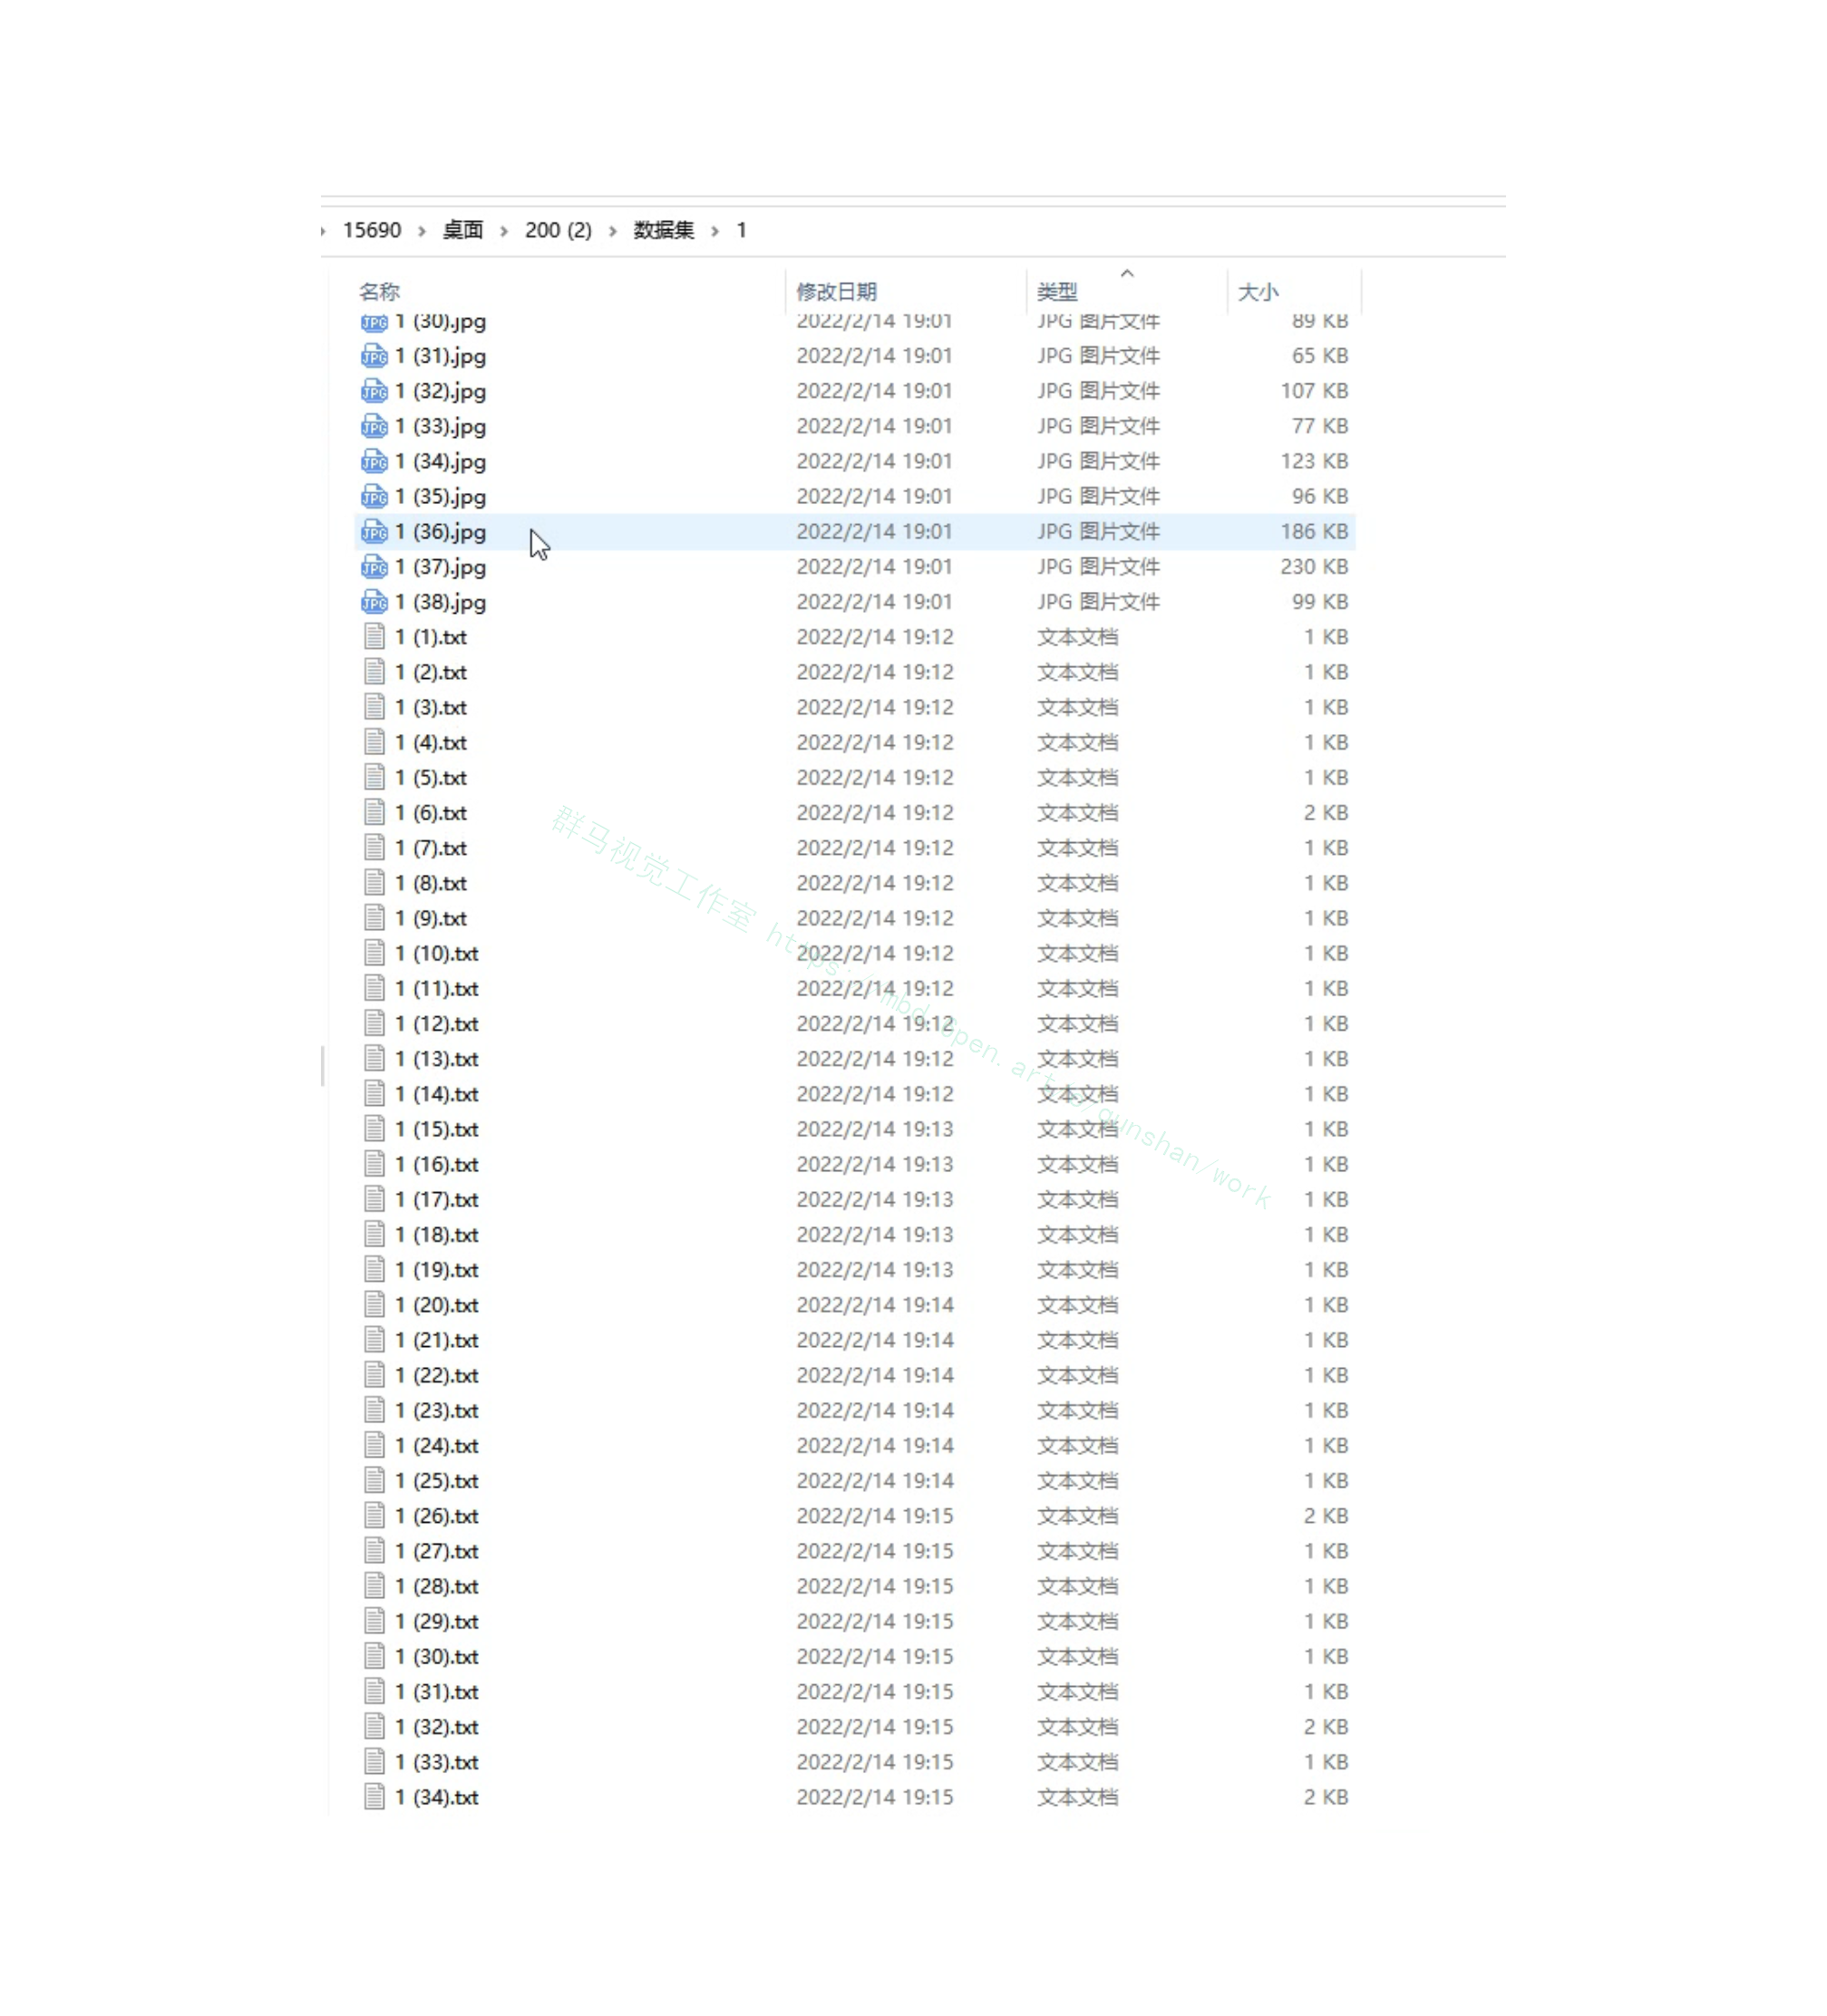 15690 › 桌面 › 200 (2) › 数据集 › 1
名称 修改日期 类型 大小
1 (30).jpg 2022/2/14 19:01 JPG 图片文件 89 KB
1 (31).jpg 2022/2/14 19:01 JPG 图片文件 65 KB
1 (32).jpg 2022/2/14 19:01 JPG 图片文件 107 KB
1 (33).jpg 2022/2/14 19:01 JPG 图片文件 77 KB
1 (34).jpg 2022/2/14 19:01 JPG 图片文件 123 KB
1 (35).jpg 2022/2/14 19:01 JPG 图片文件 96 KB
1 (36).jpg 2022/2/14 19:01 JPG 图片文件 186 KB
1 (37).jpg 2022/2/14 19:01 JPG 图片文件 230 KB
1 (38).jpg 2022/2/14 19:01 JPG 图片文件 99 KB
1 (1).txt 2022/2/14 19:12 文本文档 1 KB
1 (2).txt 2022/2/14 19:12 文本文档 1 KB
1 (3).txt 2022/2/14 19:12 文本文档 1 KB
1 (4).txt 2022/2/14 19:12 文本文档 1 KB
1 (5).txt 2022/2/14 19:12 文本文档 1 KB
1 (6).txt 2022/2/14 19:12 文本文档 2 KB
1 (7).txt 2022/2/14 19:12 文本文档 1 KB
1 (8).txt 2022/2/14 19:12 文本文档 1 KB
1 (9).txt 2022/2/14 19:12 文本文档 1 KB
1 (10).txt 2022/2/14 19:12 文本文档 1 KB
1 (11).txt 2022/2/14 19:12 文本文档 1 KB
1 (12).txt 2022/2/14 19:12 文本文档 1 KB
1 (13).txt 2022/2/14 19:12 文本文档 1 KB
1 (14).txt 2022/2/14 19:12 文本文档 1 KB
1 (15).txt 2022/2/14 19:13 文本文档 1 KB
1 (16).txt 2022/2/14 19:13 文本文档 1 KB
1 (17).txt 2022/2/14 19:13 文本文档 1 KB
1 (18).txt 2022/2/14 19:13 文本文档 1 KB
1 (19).txt 2022/2/14 19:13 文本文档 1 KB
1 (20).txt 2022/2/14 19:14 文本文档 1 KB
1 (21).txt 2022/2/14 19:14 文本文档 1 KB
1 (22).txt 2022/2/14 19:14 文本文档 1 KB
1 (23).txt 2022/2/14 19:14 文本文档 1 KB
1 (24).txt 2022/2/14 19:14 文本文档 1 KB
1 (25).txt 2022/2/14 19:14 文本文档 1 KB
1 (26).txt 2022/2/14 19:15 文本文档 2 KB
1 (27).txt 2022/2/14 19:15 文本文档 1 KB
1 (28).txt 2022/2/14 19:15 文本文档 1 KB
1 (29).txt 2022/2/14 19:15 文本文档 1 KB
1 (30).txt 2022/2/14 19:15 文本文档 1 KB
1 (31).txt 2022/2/14 19:15 文本文档 1 KB
1 (32).txt 2022/2/14 19:15 文本文档 2 KB
1 (33).txt 2022/2/14 19:15 文本文档 1 KB
1 (34).txt 2022/2/14 19:15 文本文档 2 KB
群马视觉工作室